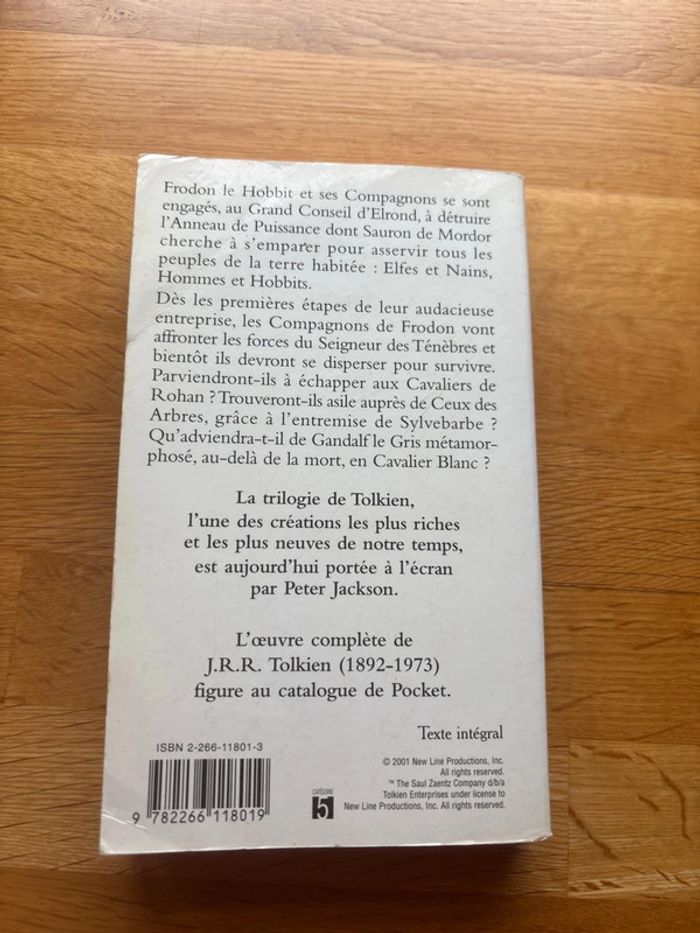 Frodon le Hobbit et ses Compagnons se sont
engagés, au Grand Conseil d'Elrond, à détruire
l'Anneau de Puissance dont Sauron de Mordor
cherche à s'emparer pour asservir tous les
peuples de la terre habitée : Elfes et Nains,
Hommes et Hobbits.
Dès les premières étapes de leur audacieuse
entreprise, les Compagnons de Frodon vont
affronter les forces du Seigneur des Ténèbres et
bientôt ils devront se disperser pour survivre.
Parviendront-ils à échapper aux Cavaliers de
Rohan ? Trouveront-ils asile auprès de Ceux des
Arbres, grâce à l'entremise de Sylvebarbe ?
Qu'adviendra-t-il de Gandalf le Gris métamor-
phosé, au-delà de la mort, en Cavalier Blanc ?
La trilogie de Tolkien,
l'une des créations les plus riches
et les plus neuves de notre temps,
est aujourd'hui portée à l'écran
par Peter Jackson.
L'œuvre complète de
J.R.R. Tolkien (1892-1973)
figure au catalogue de Pocket.
Texte intégral
ISBN 2-266-11801-3
9 782266 118019
CATÉGORIE
5
© 2001 New Line Productions, Inc.
All rights reserved.
™ The Saul Zaentz Company d/b/a
Tolkien Enterprises under license to
New Line Productions, Inc. All rights reserved.